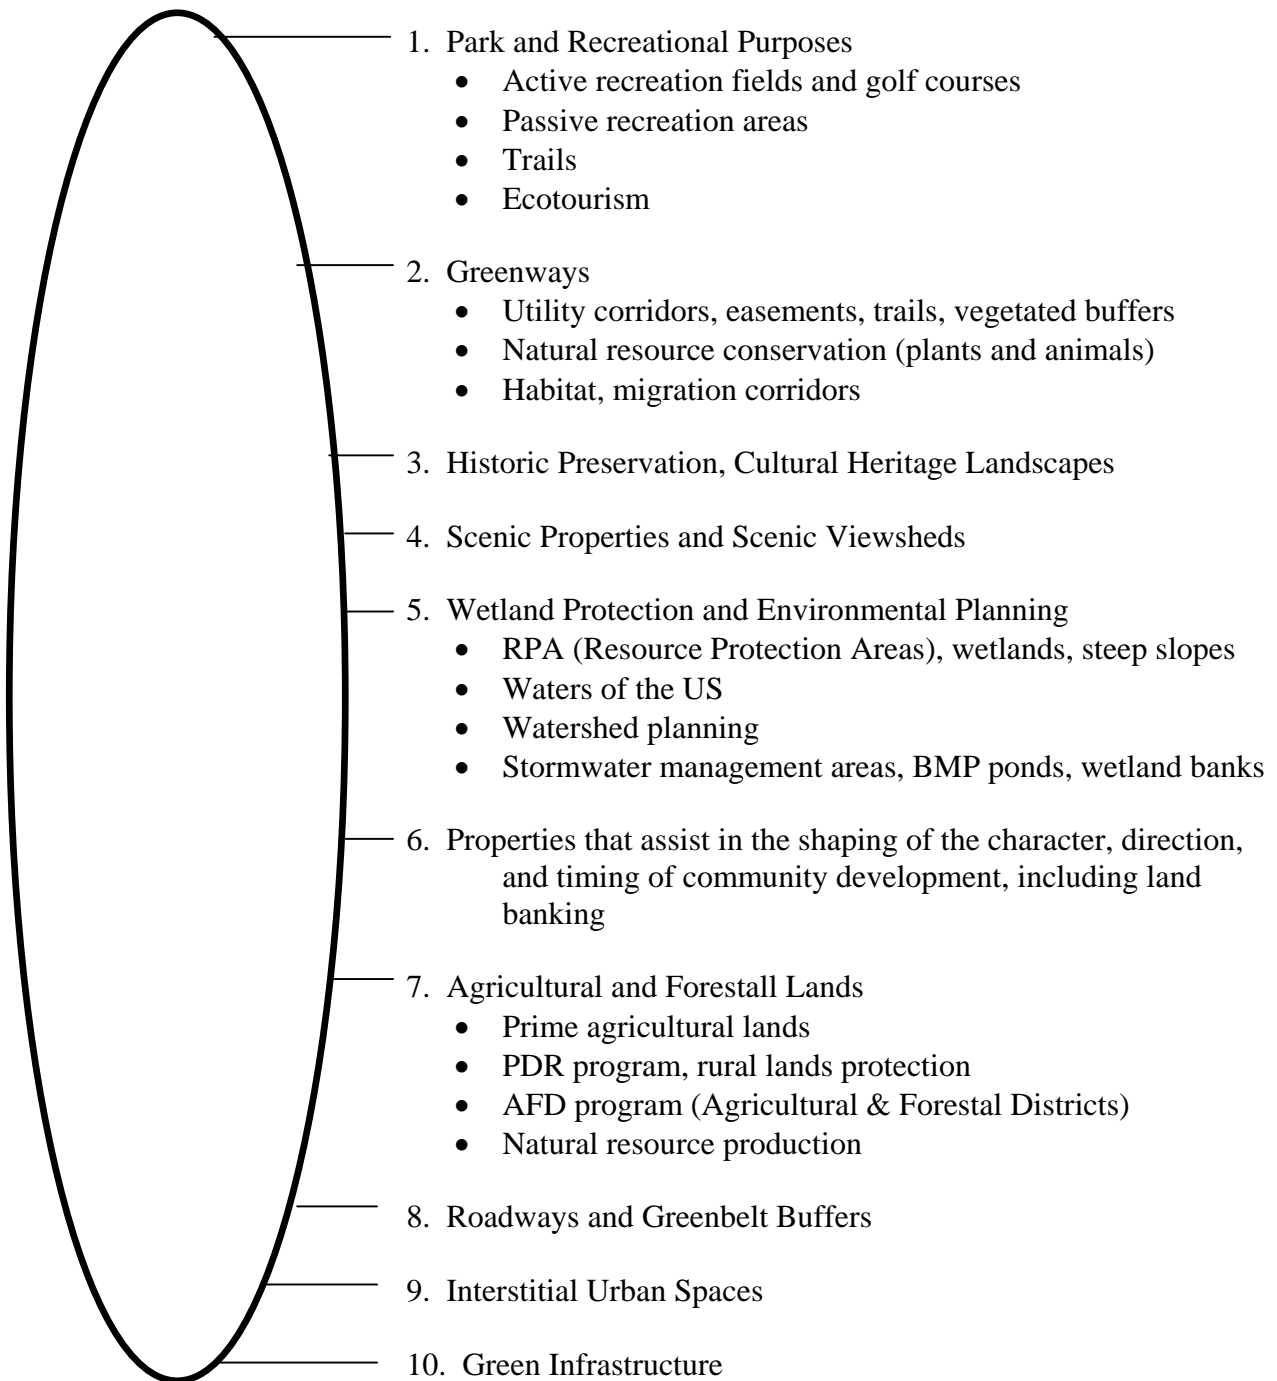 1. Park and Recreational Purposes
• Active recreation fields and golf courses
• Passive recreation areas
• Trails
• Ecotourism
2. Greenways
• Utility corridors, easements, trails, vegetated buffers
• Natural resource conservation (plants and animals)
• Habitat, migration corridors
3. Historic Preservation, Cultural Heritage Landscapes
4. Scenic Properties and Scenic Viewsheds
5. Wetland Protection and Environmental Planning
• RPA (Resource Protection Areas), wetlands, steep slopes
• Waters of the US
• Watershed planning
• Stormwater management areas, BMP ponds, wetland banks
6. Properties that assist in the shaping of the character, direction,
and timing of community development, including land
banking
7. Agricultural and Forestall Lands
• Prime agricultural lands
• PDR program, rural lands protection
• AFD program (Agricultural & Forestal Districts)
• Natural resource production
8. Roadways and Greenbelt Buffers
9. Interstitial Urban Spaces
10. Green Infrastructure